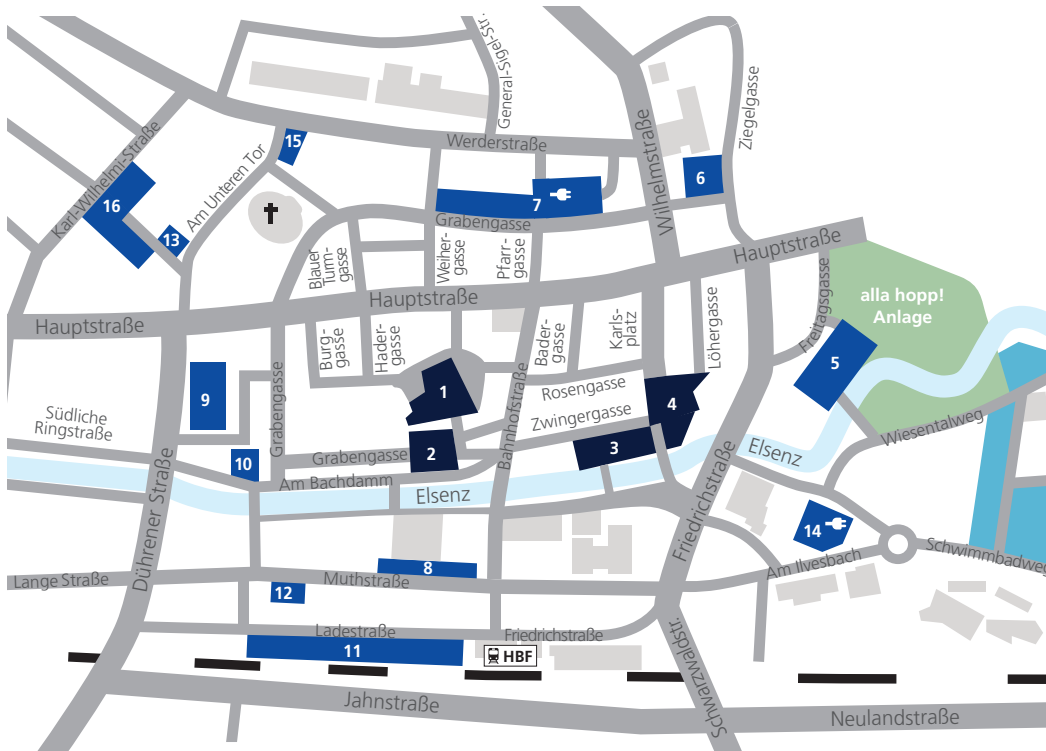 General-Sigel-Str.
Ziegelgasse
Karl-Wilhelmi-Straße
15
Werderstraße
Wilhelmstraße
Am Unteren Tor
6
16
7
13
Grabengasse
Blauer
Turm-
gasse
Weiher-
gasse
Pfarr-
gasse
Hauptstraße
Hauptstraße
Hauptstraße
Freitagsgasse
alla hopp!
Anlage
Burg-
gasse
Hader-
gasse
Bader-
gasse
Karls-
platz
Löhergasse
5
9
1
Rosengasse
4
Zwingergasse
Südliche
Ringstraße
Grabengasse
Bahnhofstraße
Wiesentalweg
10
Grabengasse
2
3
Elsenz
Am Bachdamm
Elsenz
Dührener Straße
Friedrichstraße
14
Schwimmbadweg
Am Ilvesbach
8
Lange Straße
Muthstraße
12
Ladestraße
Friedrichstraße
11
HBF
Schwarzwaldstr.
Jahnstraße
Neulandstraße